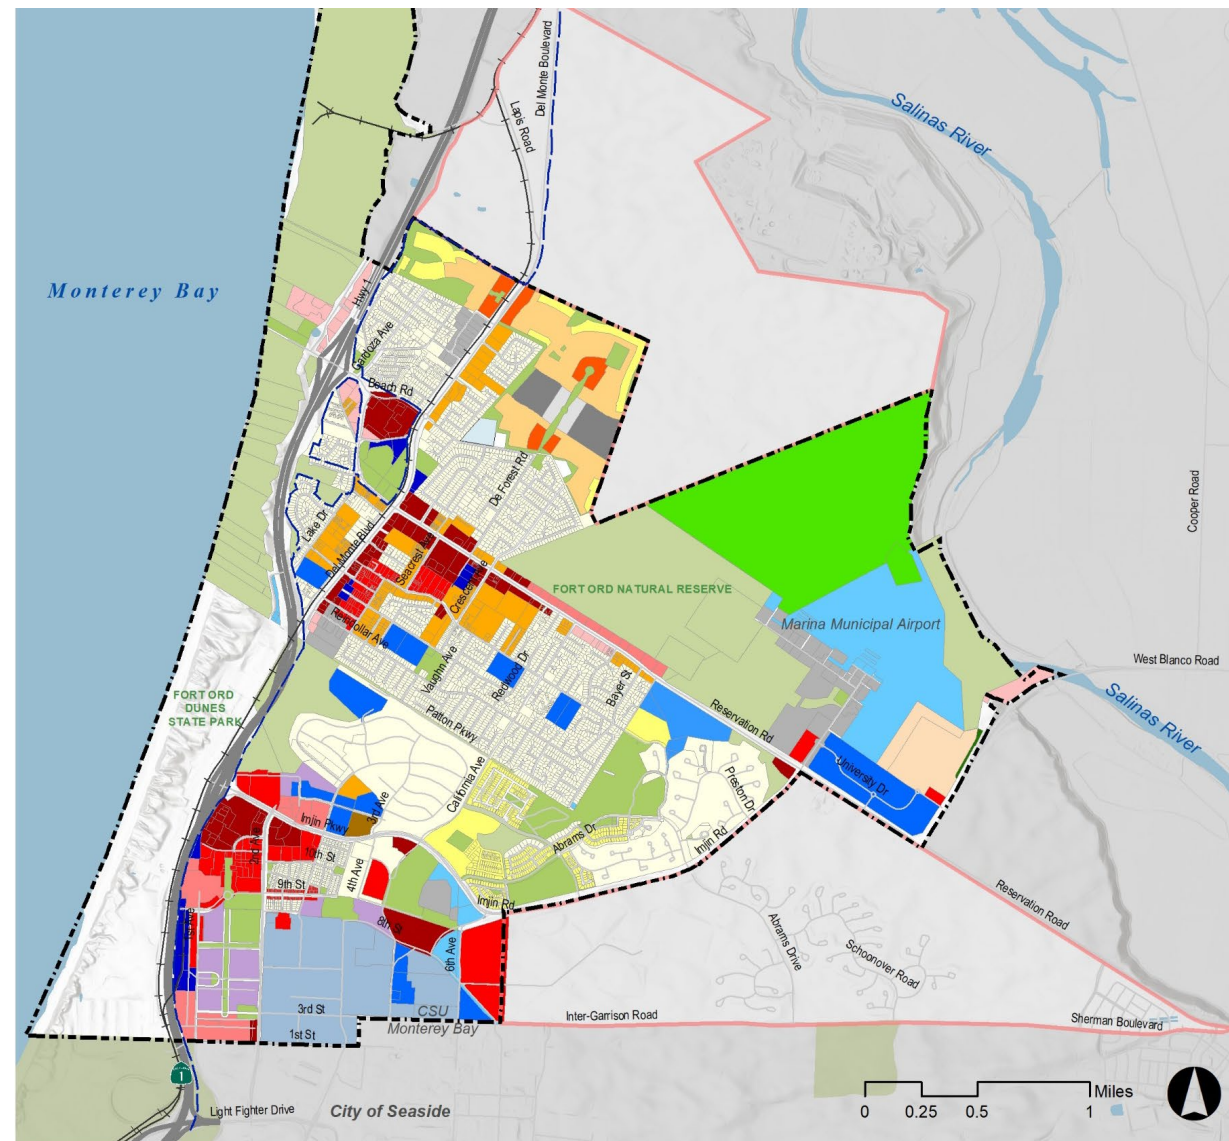 Del Monte Boulevard
Lapis Road
Salinas River
Monterey Bay
Hwy 1
Cardoza Ave
Beach Rd
De Forest Rd
Cooper Road
Lake Dr
Del Monte Blvd
Seacrest Ave
Crescent Ave
FORT ORD NATURAL RESERVE
Marina Municipal Airport
Reindollar Ave
West Blanco Road
Vaughn Ave
Redwood Dr
Bayer St
Salinas River
FORT ORD
DUNES
STATE PARK
Patton Pkwy
Reservation Rd
University Dr
Preston Dr
California Ave
3rd Ave
Imjin Pkwy
Abrams Dr
Imjin Rd
2nd Ave
10th St
4th Ave
9th St
Imjin Rd
Reservation Road
1st Ave
8th St
6th Ave
Abrams Drive
Schoonover Road
3rd St
CSU
Monterey Bay
Inter-Garrison Road
Sherman Boulevard
1st St
1
Light Fighter Drive
City of Seaside
Miles
0 0.25 0.5 1